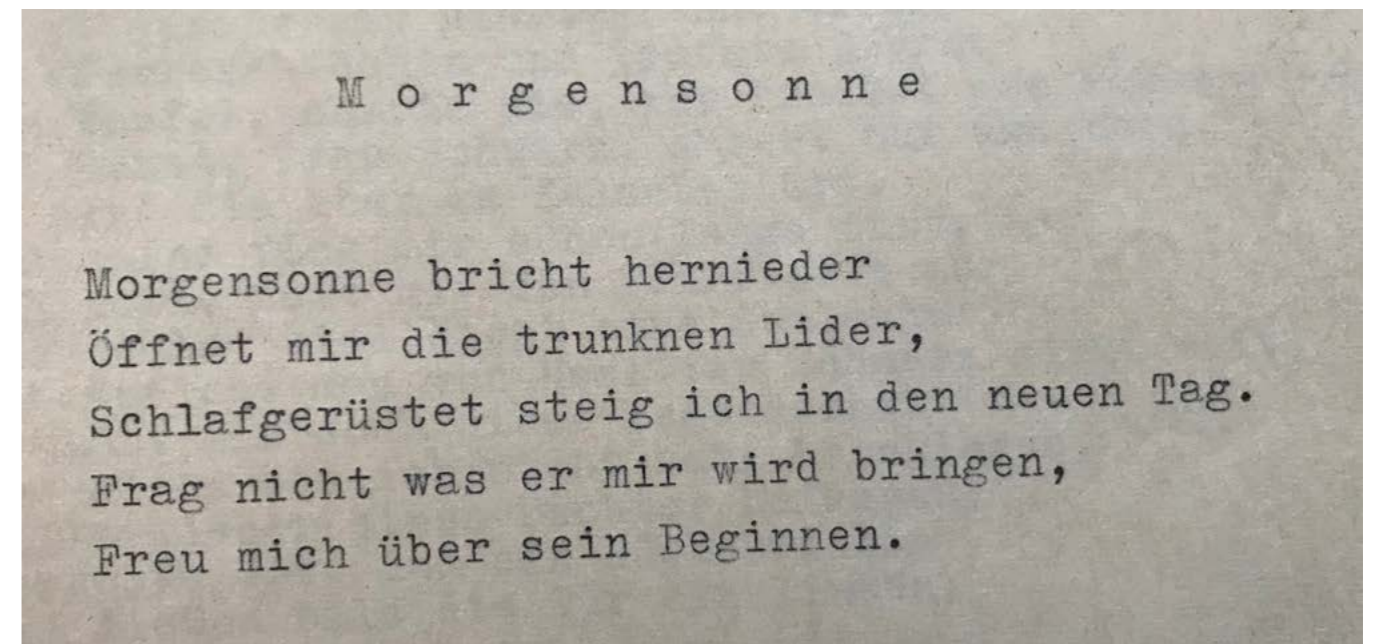 M o r g e n s o n n e
Morgensonne bricht hernieder
Öffnet mir die trunknen Lider,
Schlafgerüstet steig ich in den neuen Tag.
Frag nicht was er mir wird bringen,
Freu mich über sein Beginnen.